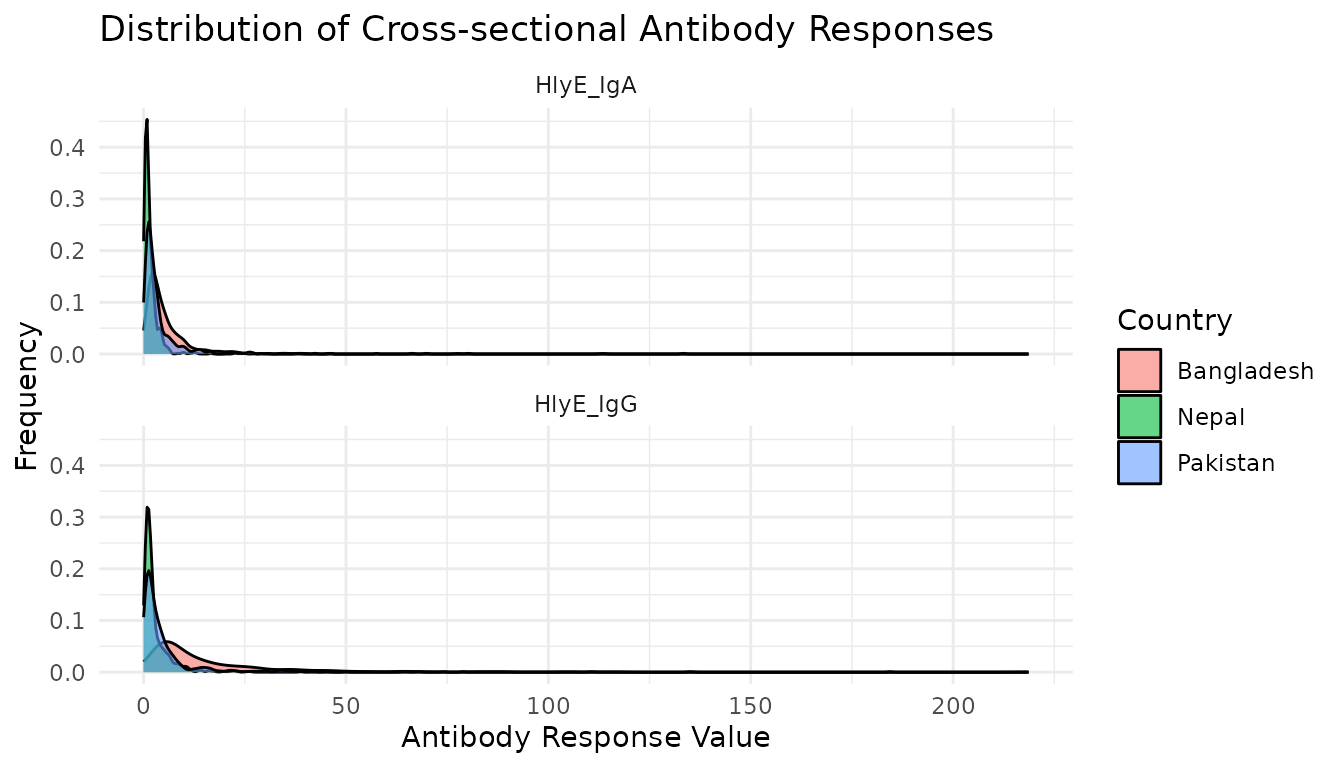 Distribution of Cross-sectional Antibody Responses
HlyE_IgA
0.4
0.3
0.2
0.1
0.0
HlyE_IgG
0.4
0.3
0.2
0.1
0.0
Frequency
0 50 100 150 200
Antibody Response Value
Country
Bangladesh
Nepal
Pakistan